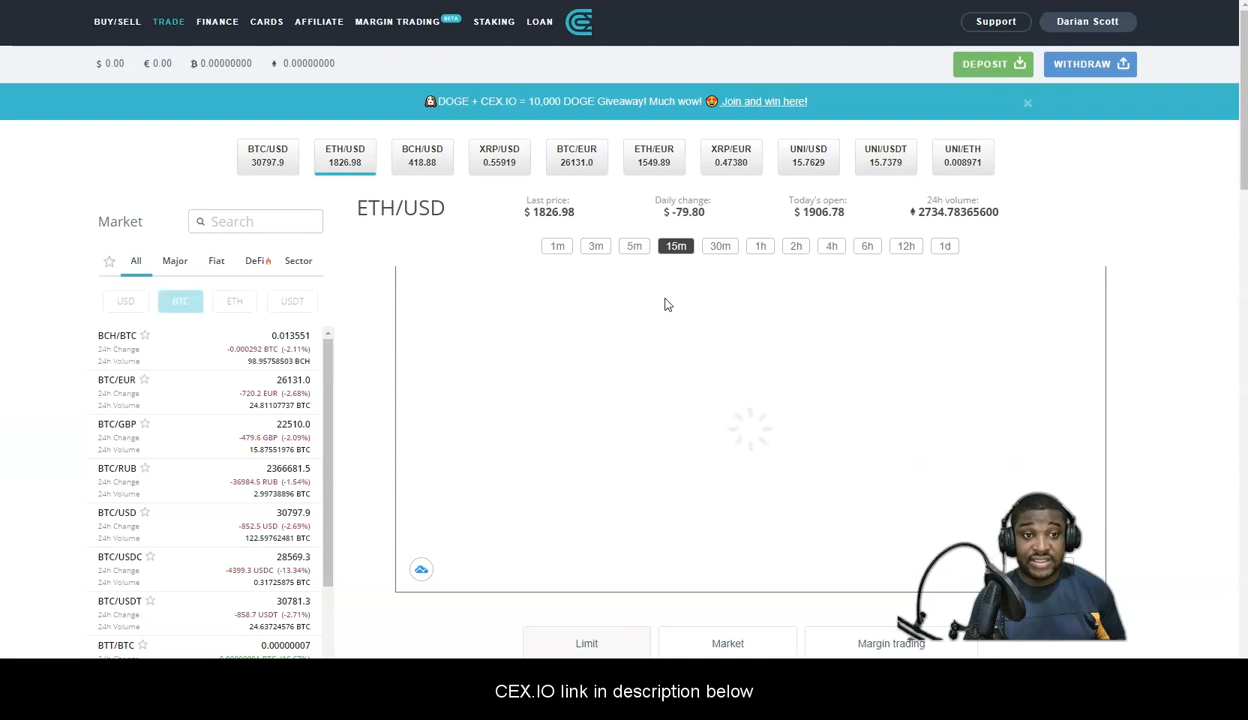 BUY/SELL TRADE FINANCE CARDS AFFILIATE MARGIN TRADING BETA STAKING LOAN Support Darian Scott
$ 0.00 € 0.00 ₿ 0.00000000 ♦ 0.00000000 DEPOSIT WITHDRAW
DOGE + CEX.IO = 10,000 DOGE Giveaway! Much wow! 😍 Join and win here! ×
BTC/USD ETH/USD BCH/USD XRP/USD BTC/EUR ETH/EUR XRP/EUR UNI/USD UNI/USDT UNI/ETH
30797.9 1826.98 418.88 0.55919 26131.0 1549.89 0.47380 15.7629 15.7379 0.008971
Market Search
ETH/USD
Last price: Daily change: Today's open: 24h volume:
$ 1826.98 $ -79.80 $ 1906.78 ♦ 2734.78365600
1m 3m 5m 15m 30m 1h 2h 4h 6h 12h 1d
All Major Fiat DeFi Sector
USD BTC ETH USDT
BCH/BTC 0.013551
24h Change -0.000292 BTC (-2.11%)
24h Volume 98.95758503 BCH
BTC/EUR 26131.0
24h Change -720.2 EUR (-2.68%)
24h Volume 24.81107737 BTC
BTC/GBP 22510.0
24h Change -479.6 GBP (-2.09%)
24h Volume 15.87551976 BTC
BTC/RUB 2366681.5
24h Change -36984.5 RUB (-1.54%)
24h Volume 2.99738896 BTC
BTC/USD 30797.9
24h Change -852.5 USD (-2.69%)
24h Volume 122.59762481 BTC
BTC/USDC 28569.3
24h Change -4399.3 USDC (-13.34%)
24h Volume 0.31725875 BTC
BTC/USDT 30781.3
24h Change -858.7 USDT (-2.71%)
24h Volume 24.63724576 BTC
BTT/BTC 0.00000007
24h Change
Limit Market Margin trading
CEX.IO link in description below